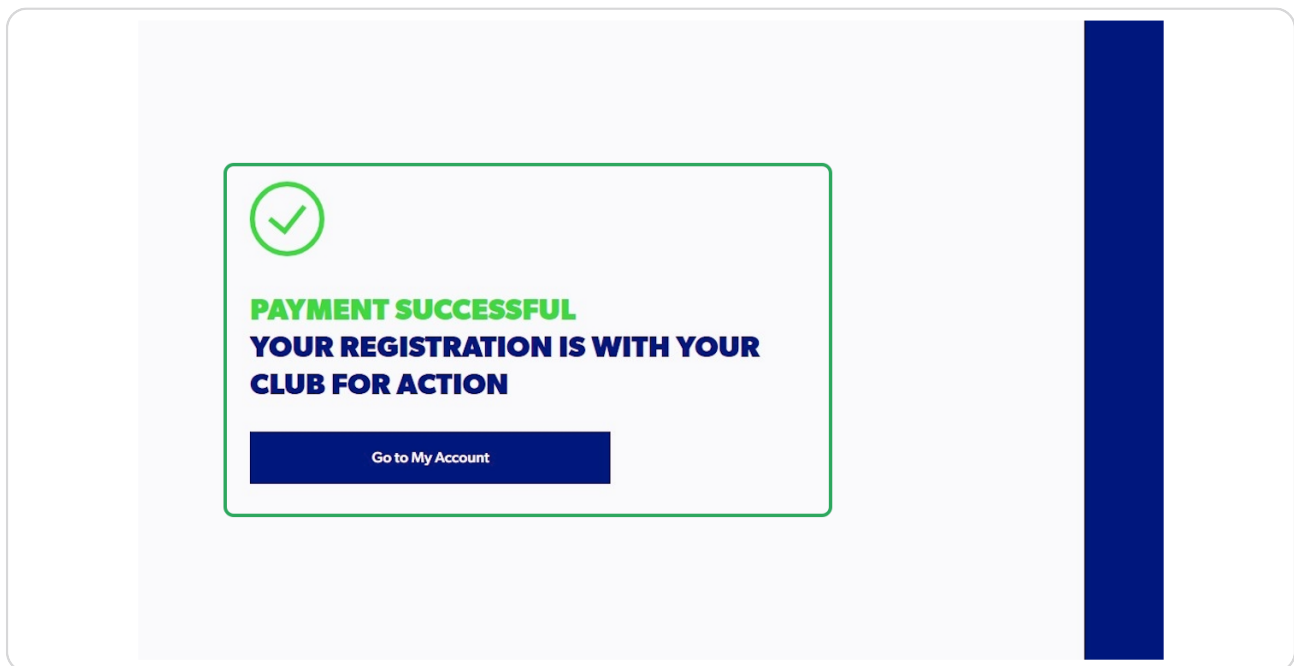 PAYMENT SUCCESSFUL
YOUR REGISTRATION IS WITH YOUR
CLUB FOR ACTION
Go to My Account